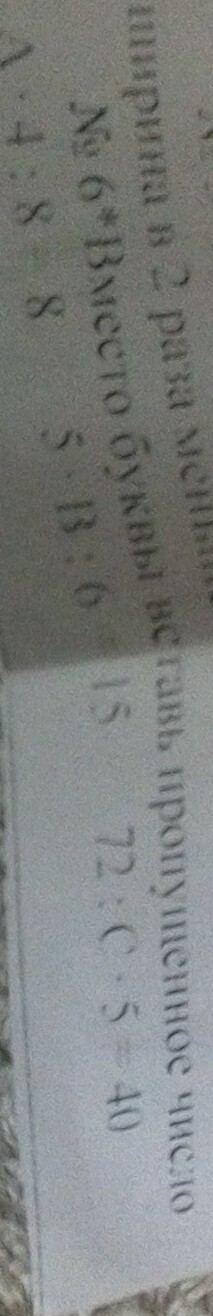 ширина в 2 раза
№ 6*Вместо буквы вставь пропущенное число
А · 4 : 8 = 8 5 · В : 6 = 15 72 : С · 5 = 40